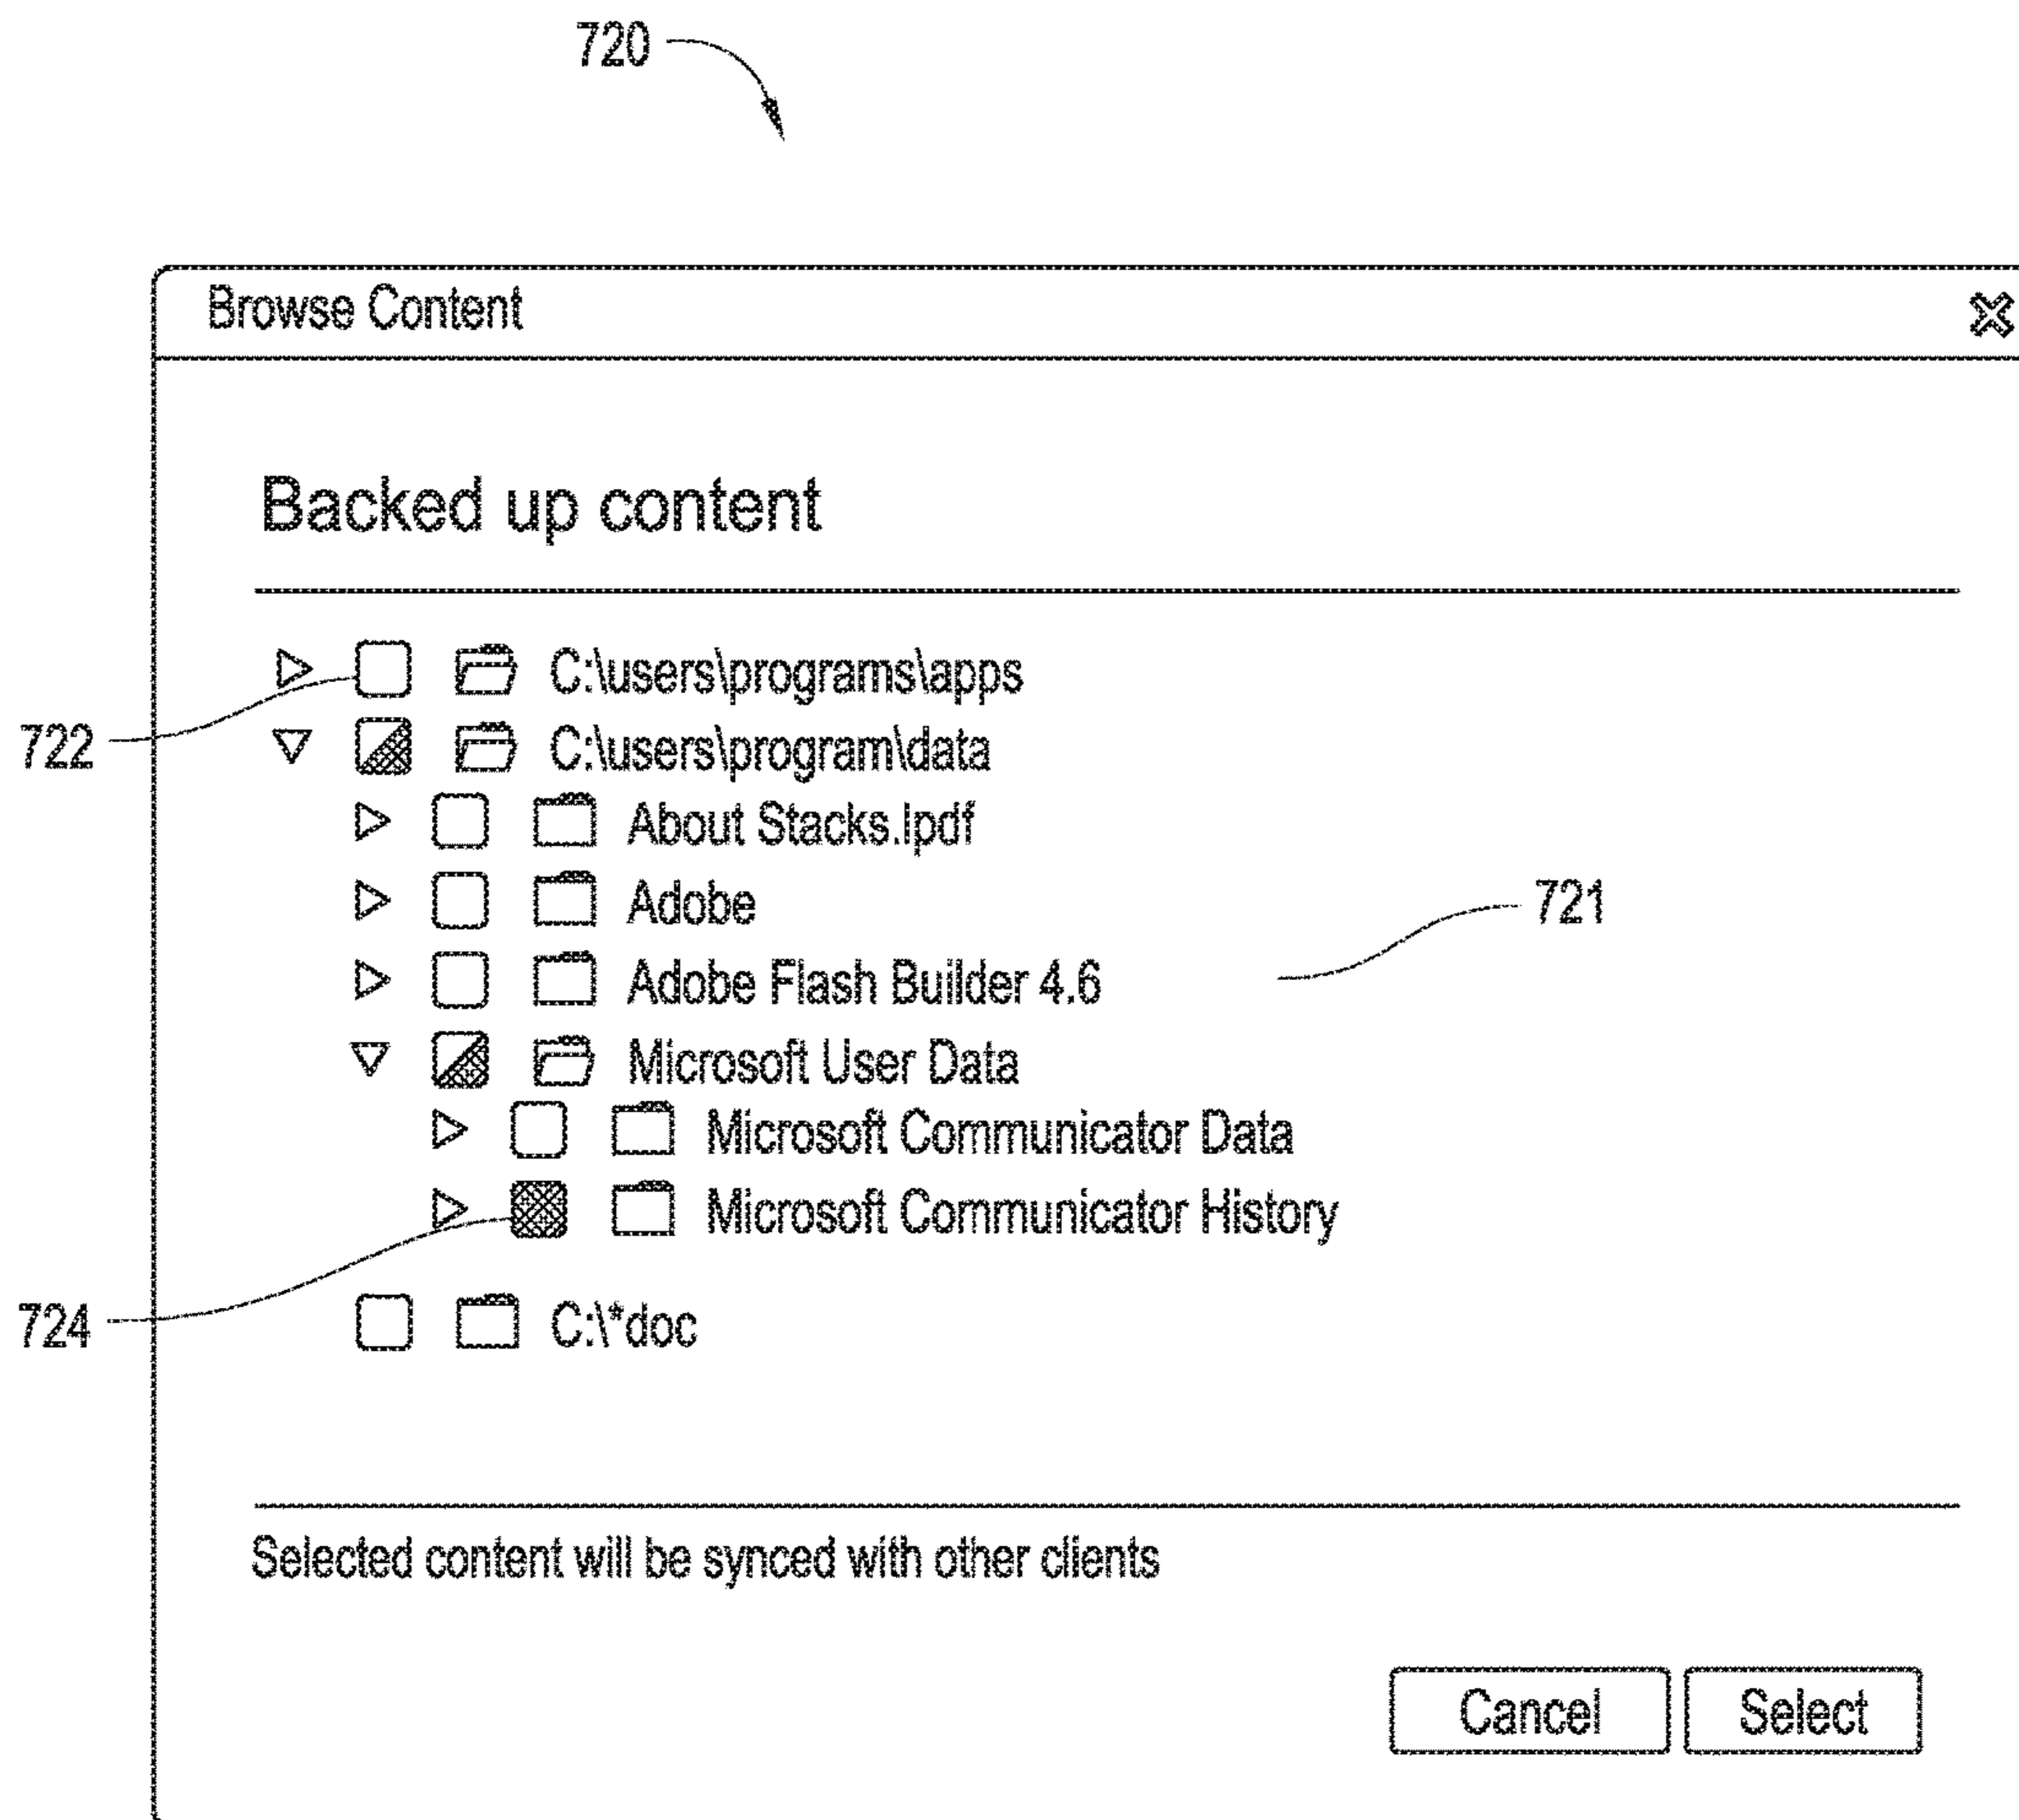 720
Browse Content
Backed up content
C:\users\programs\apps
722
C:\users\program\data
About Stacks.lpdf
Adobe
721
Adobe Flash Builder 4.6
Microsoft User Data
Microsoft Communicator Data
Microsoft Communicator History
724
C:\*doc
Selected content will be synced with other clients
Cancel Select